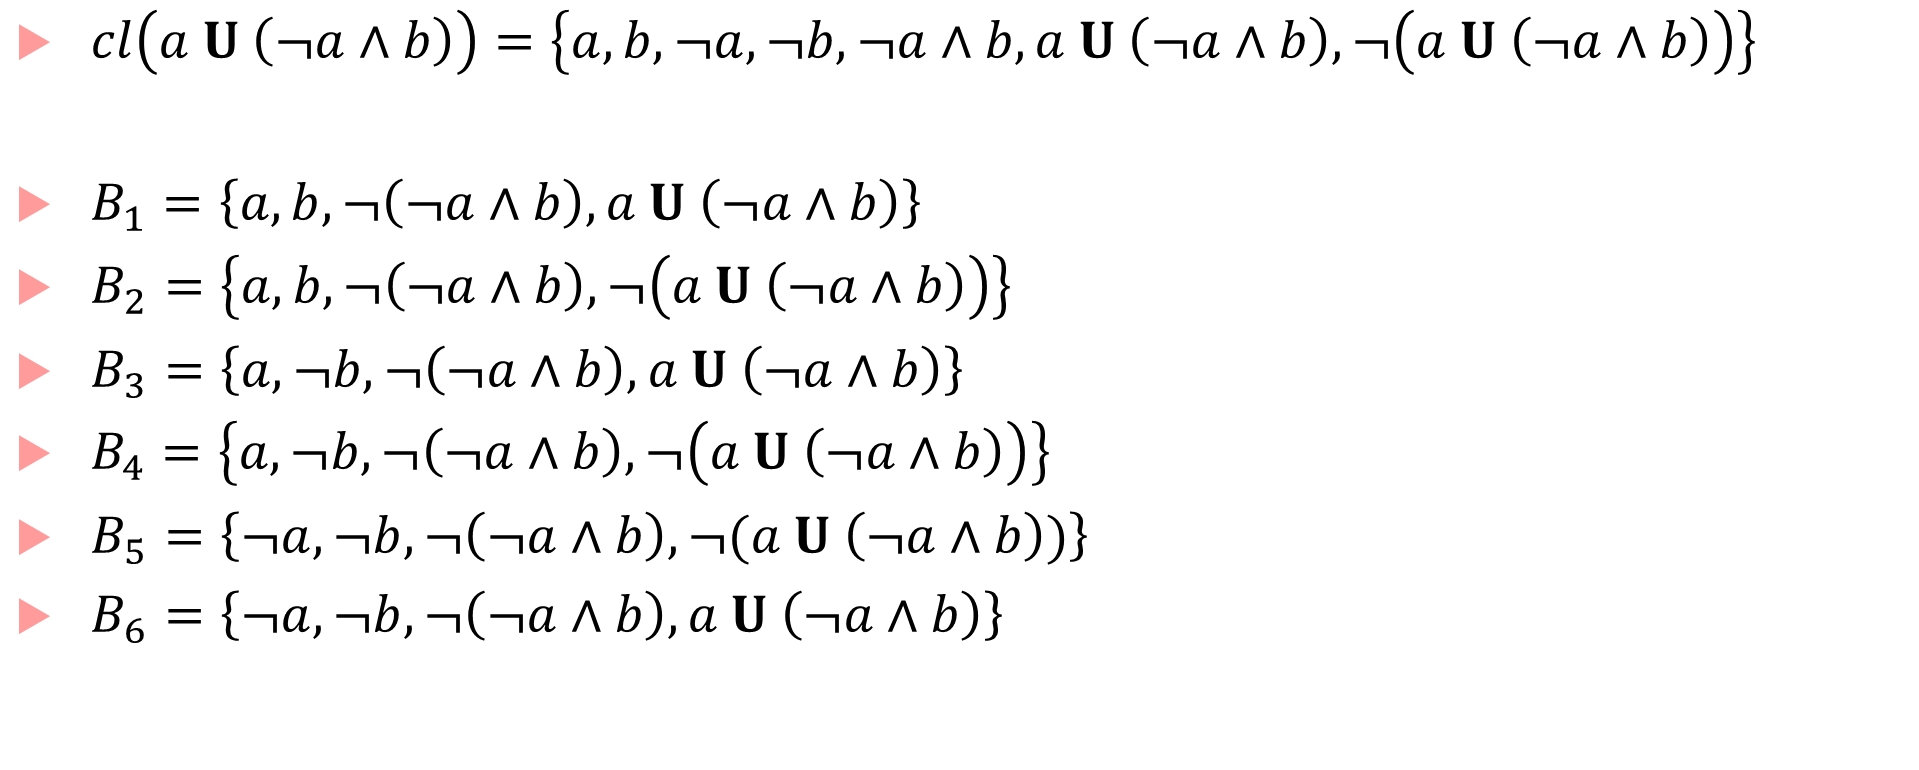 ▶ cl(a U (¬a ∧ b)) = {a, b, ¬a, ¬b, ¬a ∧ b, a U (¬a ∧ b), ¬(a U (¬a ∧ b))}
▶ B₁ = {a, b, ¬(¬a ∧ b), a U (¬a ∧ b)}
▶ B₂ = {a, b, ¬(¬a ∧ b), ¬(a U (¬a ∧ b))}
▶ B₃ = {a, ¬b, ¬(¬a ∧ b), a U (¬a ∧ b)}
▶ B₄ = {a, ¬b, ¬(¬a ∧ b), ¬(a U (¬a ∧ b))}
▶ B₅ = {¬a, ¬b, ¬(¬a ∧ b), ¬(a U (¬a ∧ b))}
▶ B₆ = {¬a, ¬b, ¬(¬a ∧ b), a U (¬a ∧ b)}